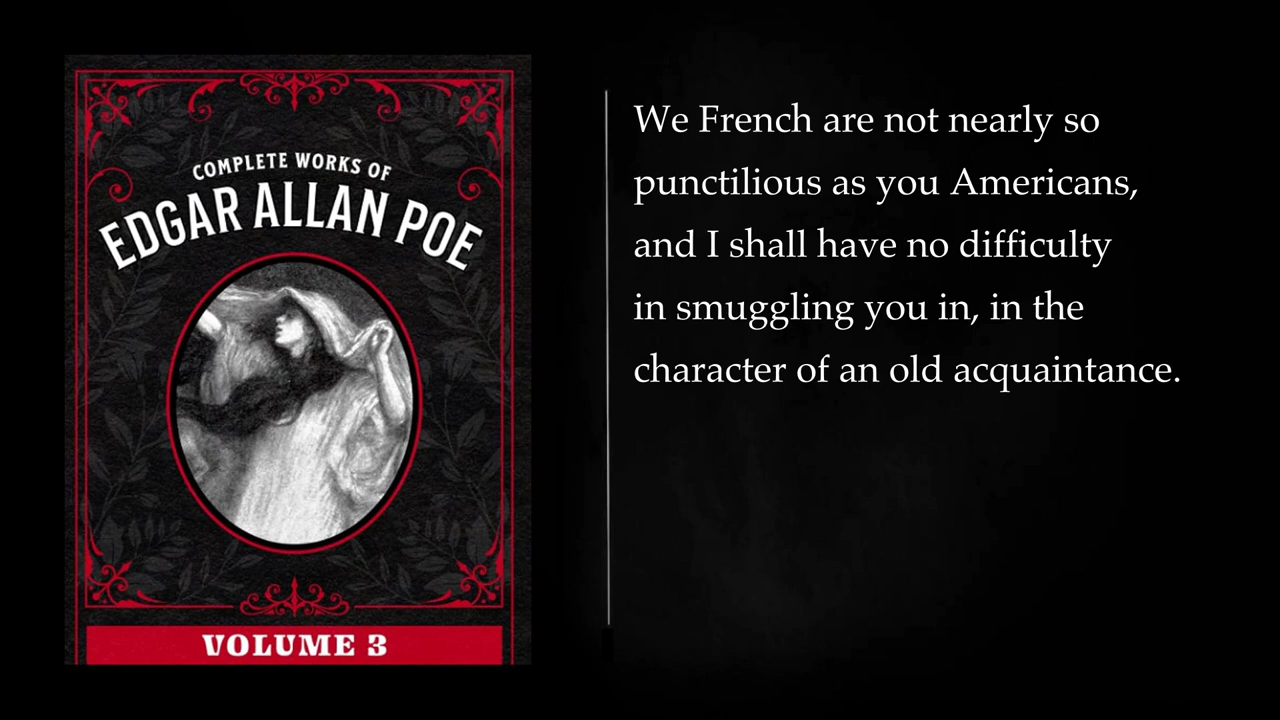 COMPLETE WORKS OF
EDGAR ALLAN POE
VOLUME 3
We French are not nearly so
punctilious as you Americans,
and I shall have no difficulty
in smuggling you in, in the
character of an old acquaintance.